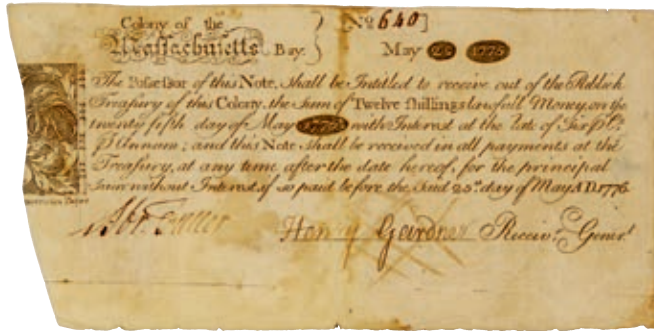 Colony of the Nº 640]
Massachusetts Bay. } May 25 1775
The Possessor of this Note, shall be Intitled to receive out of the Publick
Treasury of this Colony, the Sum of Twelve Shillings lawfull Money, on the
twenty fifth day of May 1776 with Interest at the Rate of Six ℔ Cᵗ
℔ Annum; and this Note Shall be received in all payments at the
Treasury, at any time after the date hereof, for the principal
Sum without Interest, if so paid before the said 25ᵗʰ day of May A D. 1776
Henry Gardner Receivʳ Generˡ